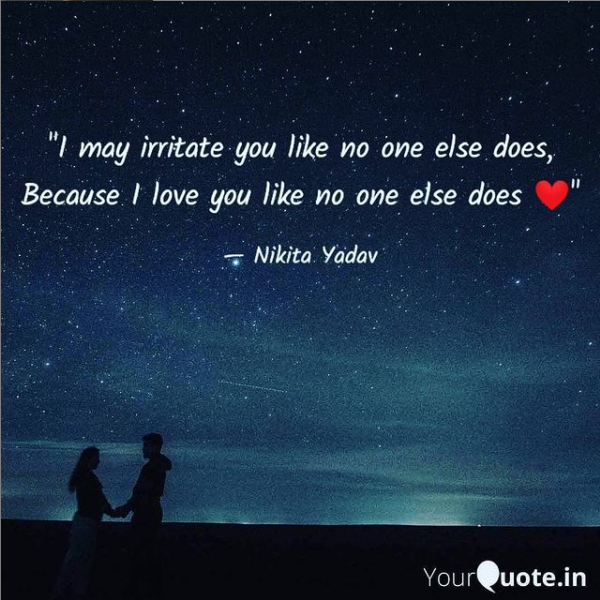 "I may irritate you like no one else does,
Because I love you like no one else does ❤️"
— Nikita Yadav
YourQuote.in